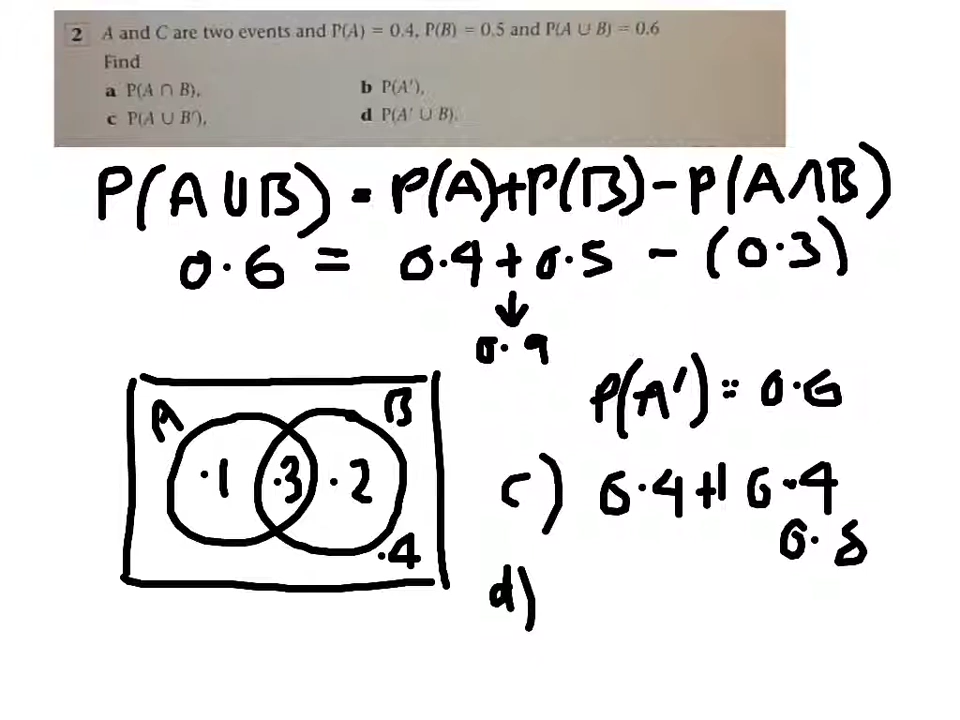 2 A and C are two events and P(A) = 0.4, P(B) = 0.5 and P(A ∪ B) = 0.6
Find
a P(A ∩ B), b P(A′),
c P(A ∪ B′), d P(A′ ∪ B).
P(A∪B) = P(A)+P(B)-P(A∩B)
0.6 = 0.4+0.5 - (0.3)
↓
0.9
P(A') = 0.6
A B
.1 .3 .2
.4
c) 0.4+ 0.4
0.8
d)